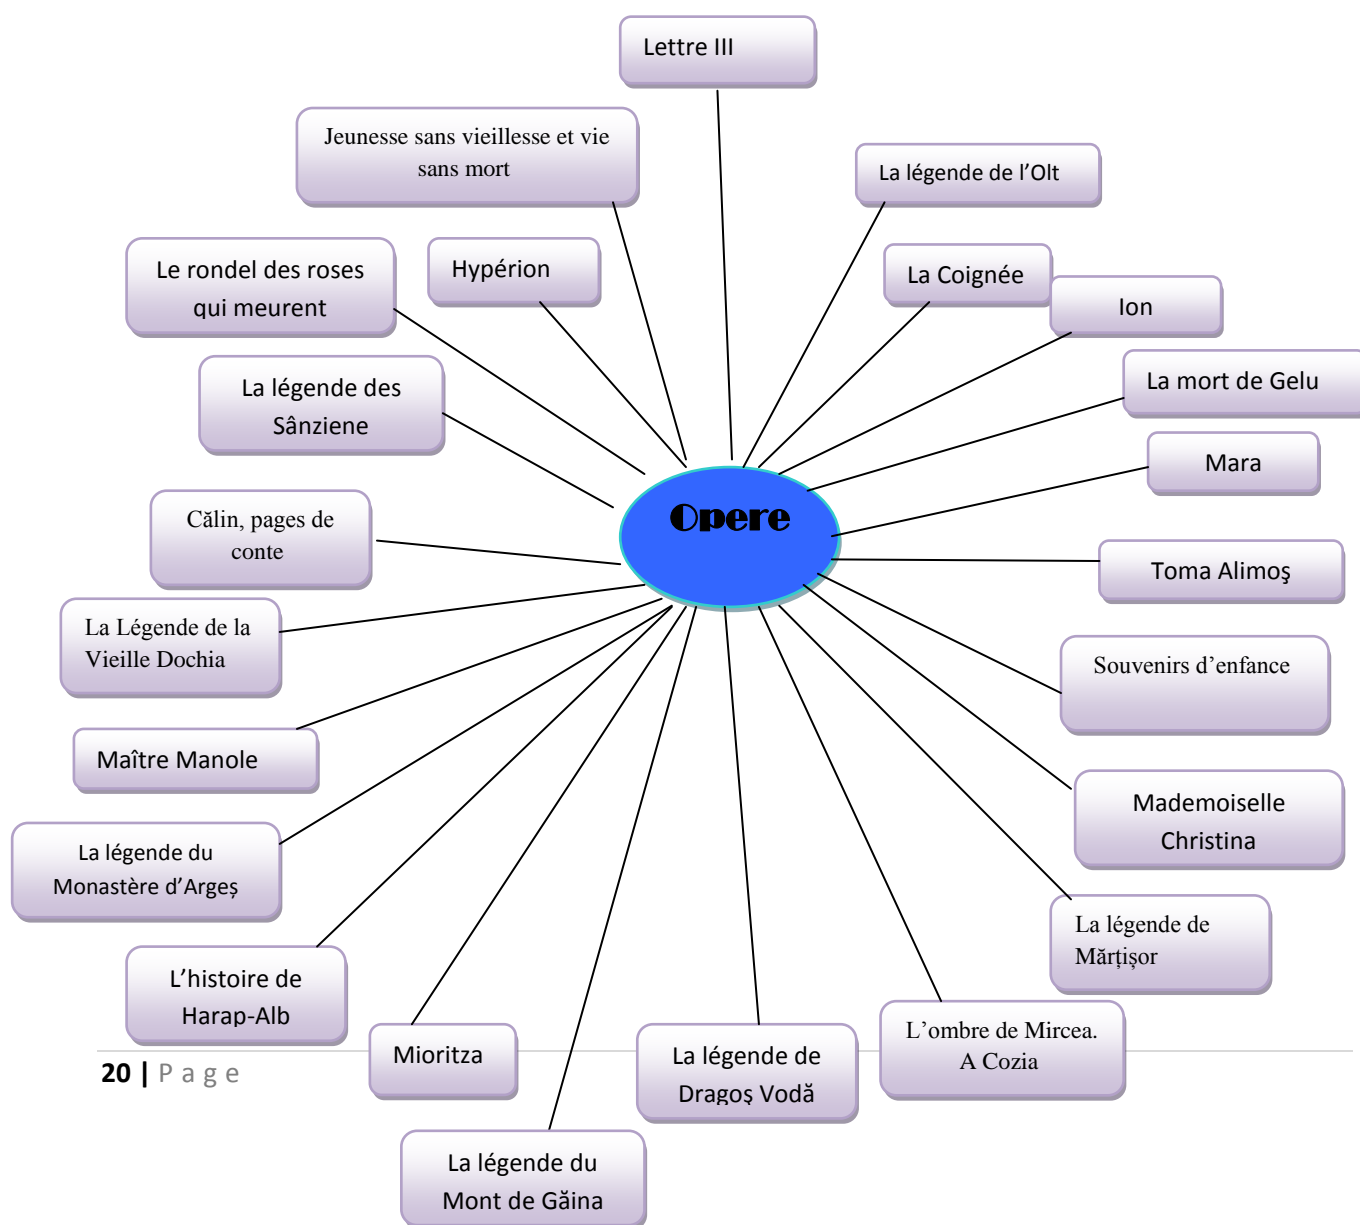 Lettre III
Jeunesse sans vieillesse et vie
sans mort
La légende de l’Olt
Le rondel des roses
qui meurent
Hypérion
La Coignée
Ion
La légende des
Sânziene
La mort de Gelu
Mara
Opere
Călin, pages de
conte
Toma Alimoş
La Légende de la
Vieille Dochia
Souvenirs d’enfance
Maître Manole
Mademoiselle
Christina
La légende du
Monastère d’Argeș
La légende de
Mărțișor
L’histoire de
Harap-Alb
L’ombre de Mircea.
A Cozia
Mioritza
La légende de
Dragoş Vodă
20 | Page
La légende du
Mont de Găina